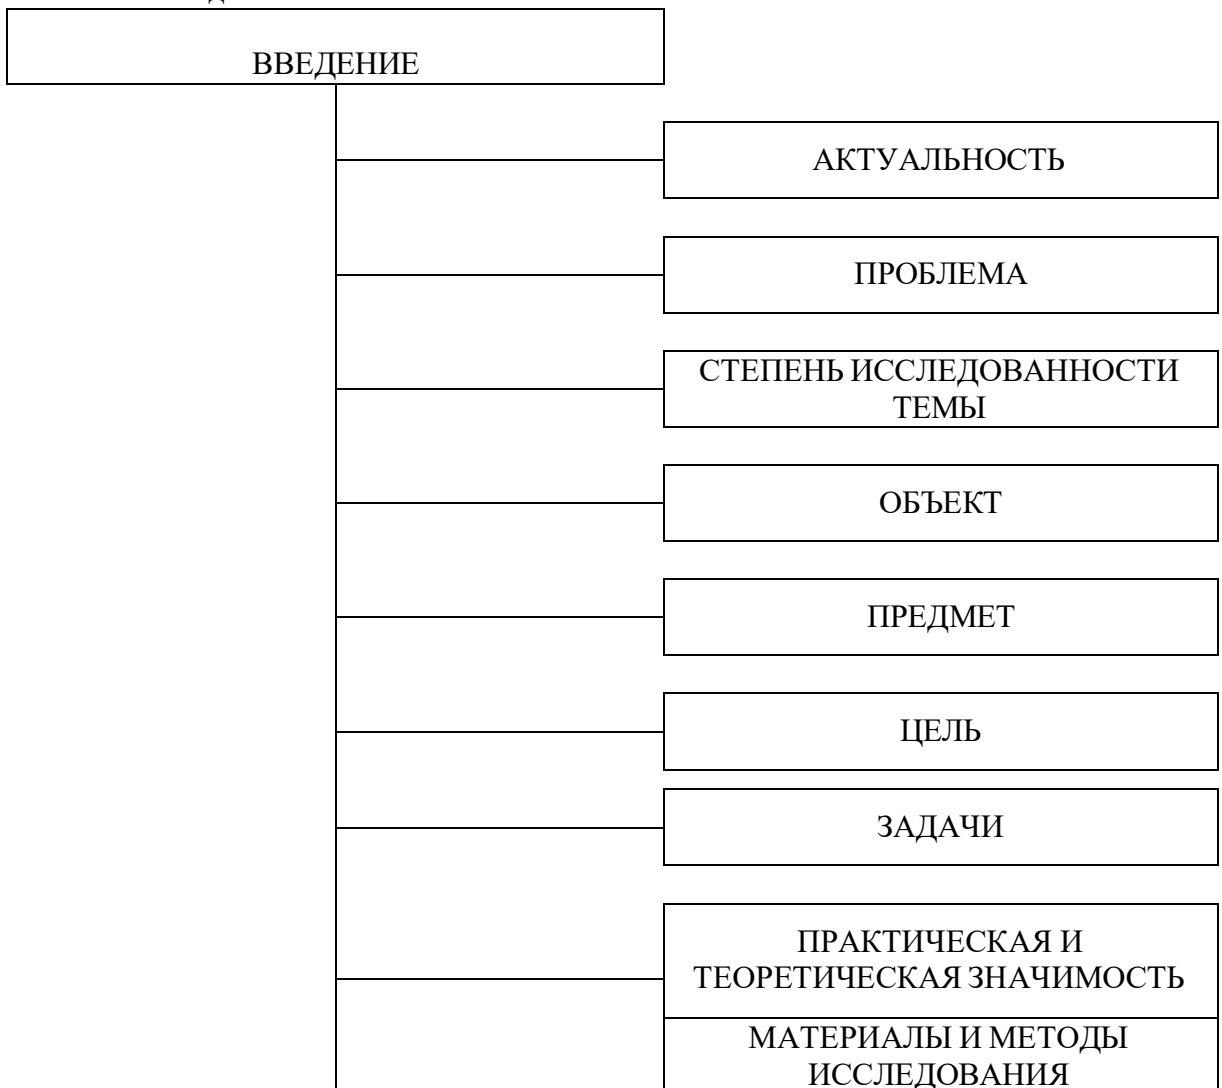 ВВЕДЕНИЕ
АКТУАЛЬНОСТЬ
ПРОБЛЕМА
СТЕПЕНЬ ИССЛЕДОВАННОСТИ
ТЕМЫ
ОБЪЕКТ
ПРЕДМЕТ
ЦЕЛЬ
ЗАДАЧИ
ПРАКТИЧЕСКАЯ И
ТЕОРЕТИЧЕСКАЯ ЗНАЧИМОСТЬ
МАТЕРИАЛЫ И МЕТОДЫ
ИССЛЕДОВАНИЯ